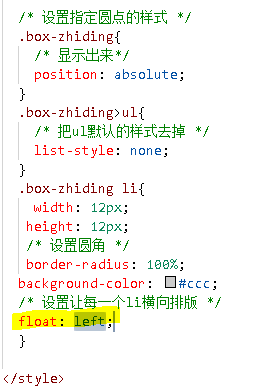 /* 设置指定圆点的样式 */
.box-zhiding{
/* 显示出来*/
position: absolute;
}
.box-zhiding>ul{
/* 把ul默认的样式去掉 */
list-style: none;
}
.box-zhiding li{
width: 12px;
height: 12px;
/* 设置圆角 */
border-radius: 100%;
background-color: #ccc;
/* 设置让每一个li横向排版 */
float: left;
}
</style>